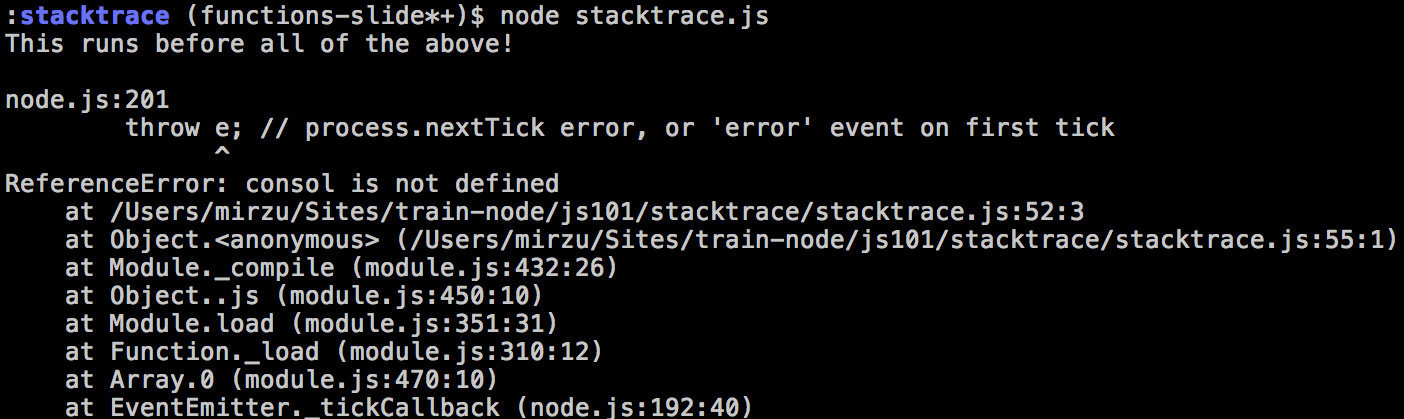 :stacktrace (functions-slide*+)$ node stacktrace.js
This runs before all of the above!

node.js:201
        throw e; // process.nextTick error, or 'error' event on first tick
              ^
ReferenceError: consol is not defined
    at /Users/mirzu/Sites/train-node/js101/stacktrace/stacktrace.js:52:3
    at Object.<anonymous> (/Users/mirzu/Sites/train-node/js101/stacktrace/stacktrace.js:55:1)
    at Module._compile (module.js:432:26)
    at Object..js (module.js:450:10)
    at Module.load (module.js:351:31)
    at Function._load (module.js:310:12)
    at Array.0 (module.js:470:10)
    at EventEmitter._tickCallback (node.js:192:40)